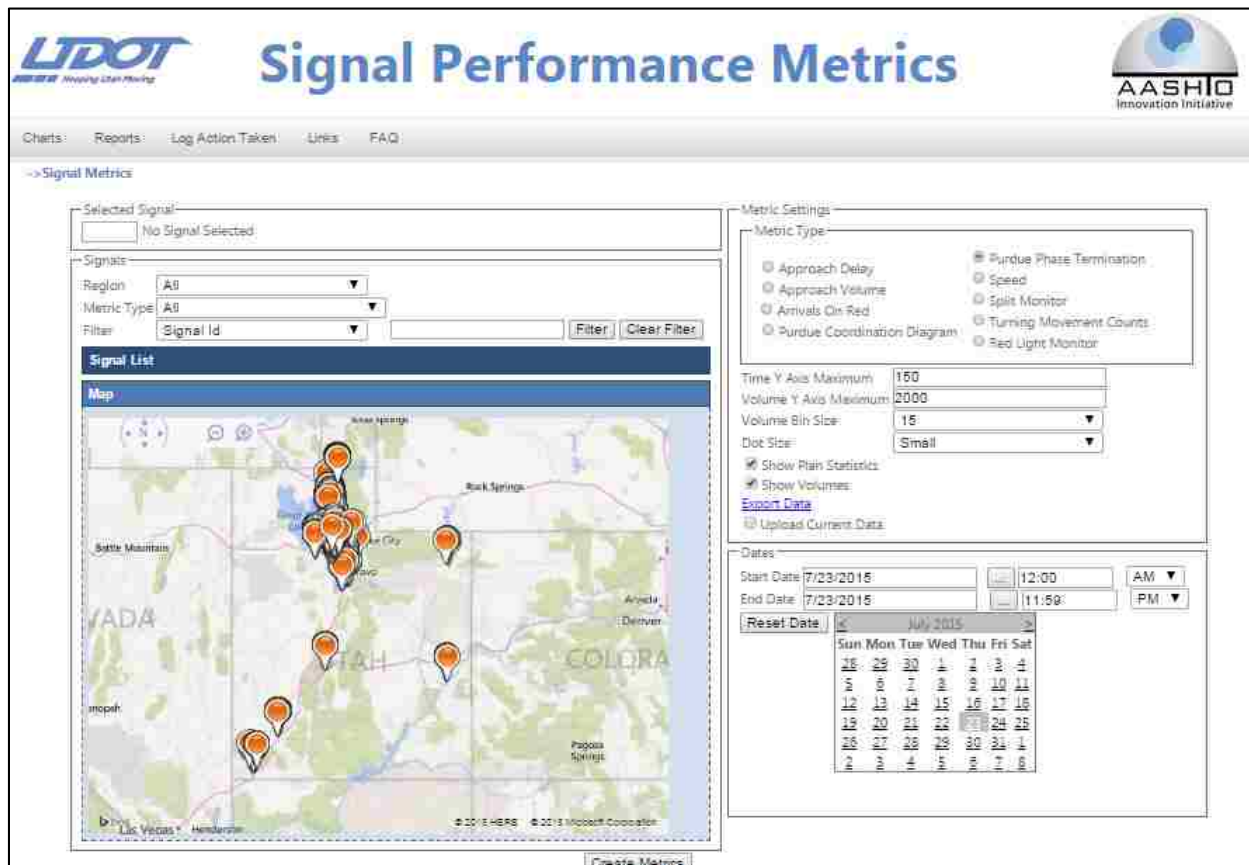 UDOT
Keeping Utah Moving
Signal Performance Metrics
AASHTO
Innovation Initiative
Charts Reports Log Action Taken Links FAQ
->Signal Metrics
Selected Signal
No Signal Selected
Signals
Region All
Metric Type All
Filter Signal Id Filter Clear Filter
Signal List
Map
N
Springs
Rock Springs
Battle Mountain
City
Arvada
Denver
VADA
UTAH
COLORA
nopah
Pagosa
Springs
Las Vegas Henderson
© 2015 HERE © 2015 Microsoft Corporation
Create Metrics
Metric Settings
Metric Type
Approach Delay
Approach Volume
Arrivals On Red
Purdue Coordination Diagram
Purdue Phase Termination
Speed
Split Monitor
Turning Movement Counts
Red Light Monitor
Time Y Axis Maximum 150
Volume Y Axis Maximum 2000
Volume Bin Size 15
Dot Size Small
Show Plan Statistics
Show Volumes
Export Data
Upload Current Data
Dates
Start Date 7/23/2015 ... 12:00 AM
End Date 7/23/2015 ... 11:59 PM
Reset Date
< July 2015 >
Sun Mon Tue Wed Thu Fri Sat
28 29 30 1 2 3 4
5 6 7 8 9 10 11
12 13 14 15 16 17 18
19 20 21 22 23 24 25
26 27 28 29 30 31 1
2 3 4 5 6 7 8